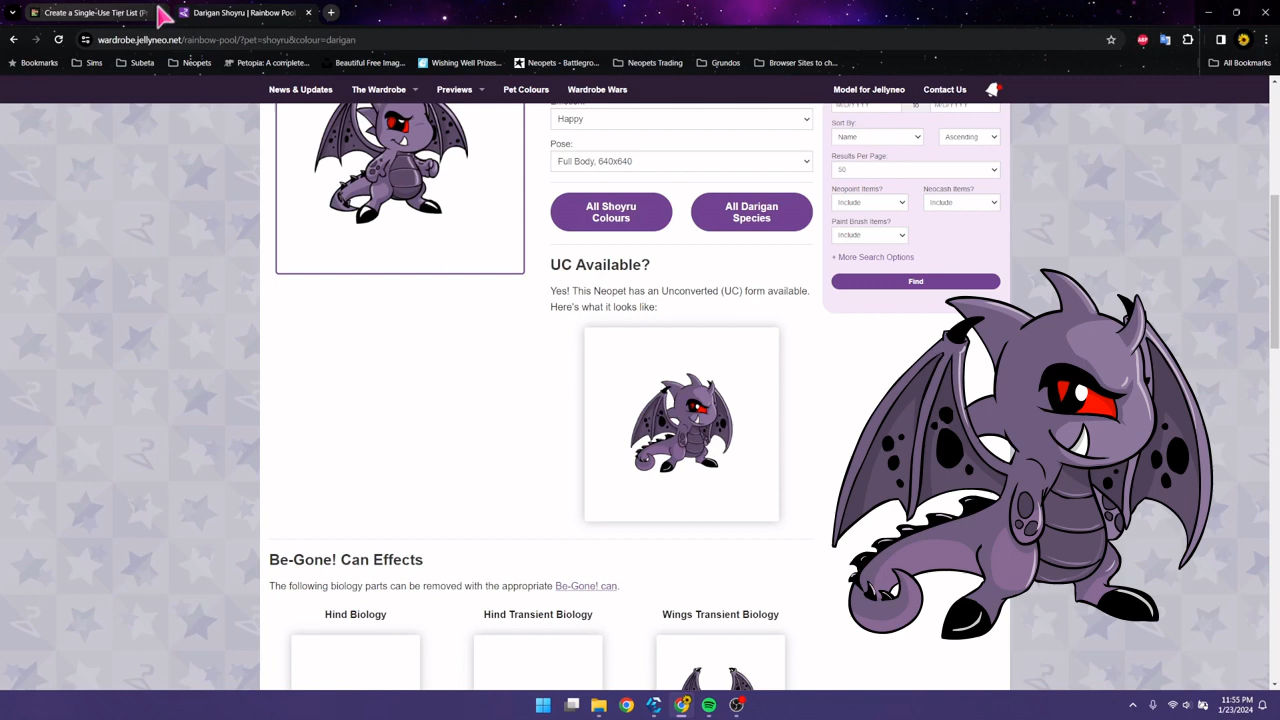 Create a Single-Use Tier List (Pr
Darigan Shoyru | Rainbow Pool
wardrobe.jellyneo.net/rainbow-pool/?pet=shoyru&colour=darigan
Bookmarks Sims Subeta Neopets Petopia: A complete... Beautiful Free Imag... Wishing Well Prizes... Neopets - Battlegro... Neopets Trading Grundos Browser Sites to ch... All Bookmarks
News & Updates The Wardrobe Previews Pet Colours Wardrobe Wars Model for Jellyneo Contact Us
M/D/YYYY to M/D/YYYY
Happy
Pose:
Full Body, 640x640
All Shoyru Colours
All Darigan Species
Sort By:
Name Ascending
Results Per Page:
50
Neopoint Items? Neocash Items?
Include Include
Paint Brush Items?
Include
+ More Search Options
Find
UC Available?
Yes! This Neopet has an Unconverted (UC) form available.
Here's what it looks like:
Be-Gone! Can Effects
The following biology parts can be removed with the appropriate Be-Gone! can.
Hind Biology Hind Transient Biology Wings Transient Biology
11:55 PM
1/23/2024